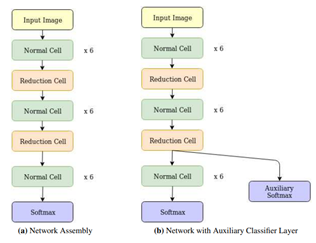 Input Image
Normal Cell x 6
Reduction Cell
Normal Cell x 6
Reduction Cell
Normal Cell x 6
Softmax
(a) Network Assembly
Input Image
Normal Cell x 6
Reduction Cell
Normal Cell x 6
Reduction Cell
Normal Cell x 6
Auxiliary
Softmax
Softmax
(b) Network with Auxiliary Classifier Layer